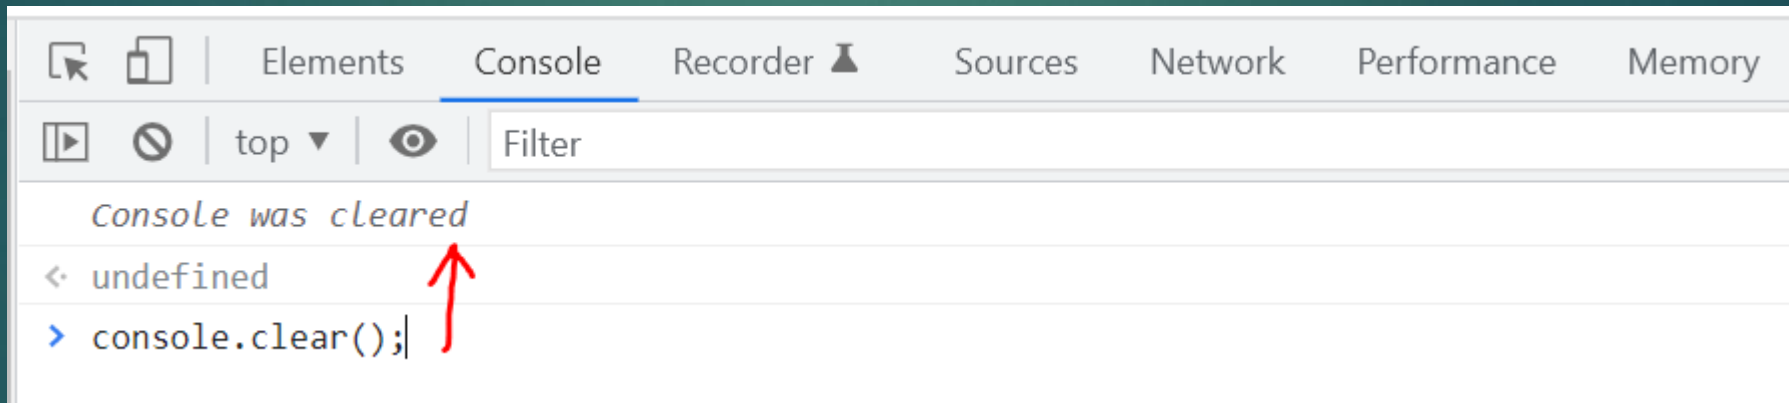 Elements Console Recorder Sources Network Performance Memory
top Filter
Console was cleared
undefined
console.clear();